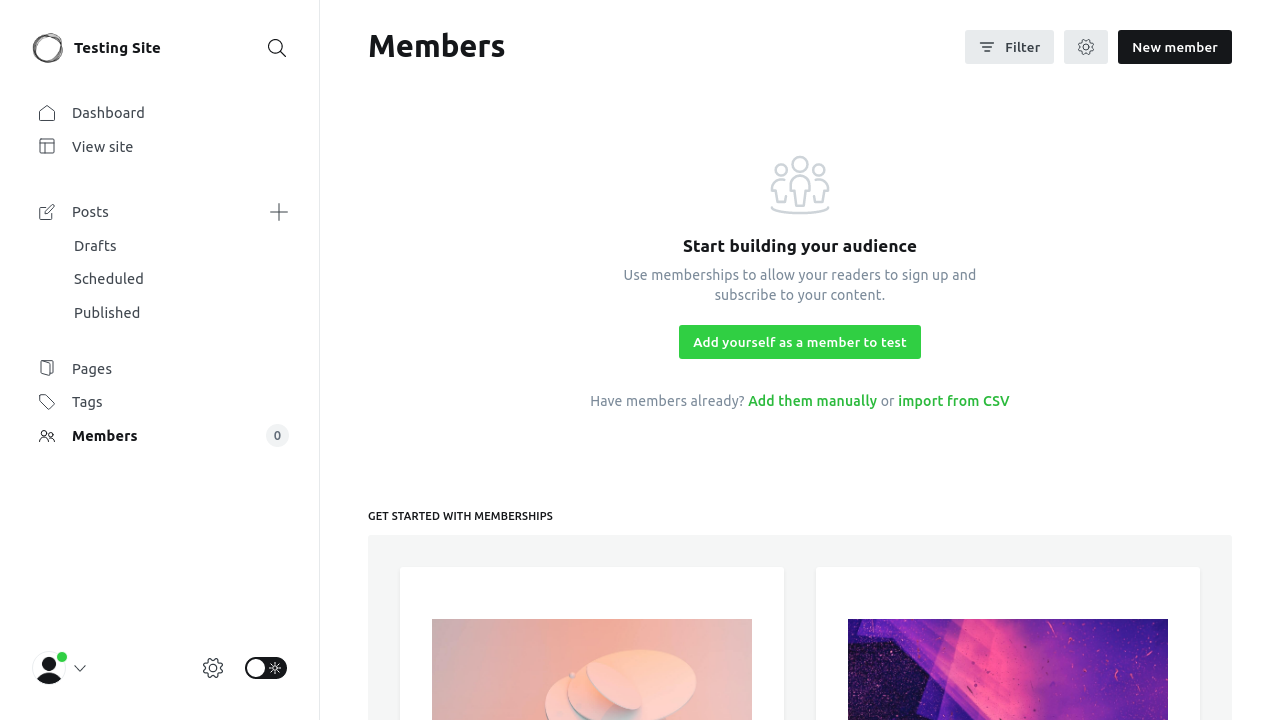 Testing Site
Dashboard
View site
Posts
Drafts
Scheduled
Published
Pages
Tags
Members
0
Members
Filter
New member
Start building your audience
Use memberships to allow your readers to sign up and
subscribe to your content.
Add yourself as a member to test
Have members already? Add them manually or import from CSV
GET STARTED WITH MEMBERSHIPS